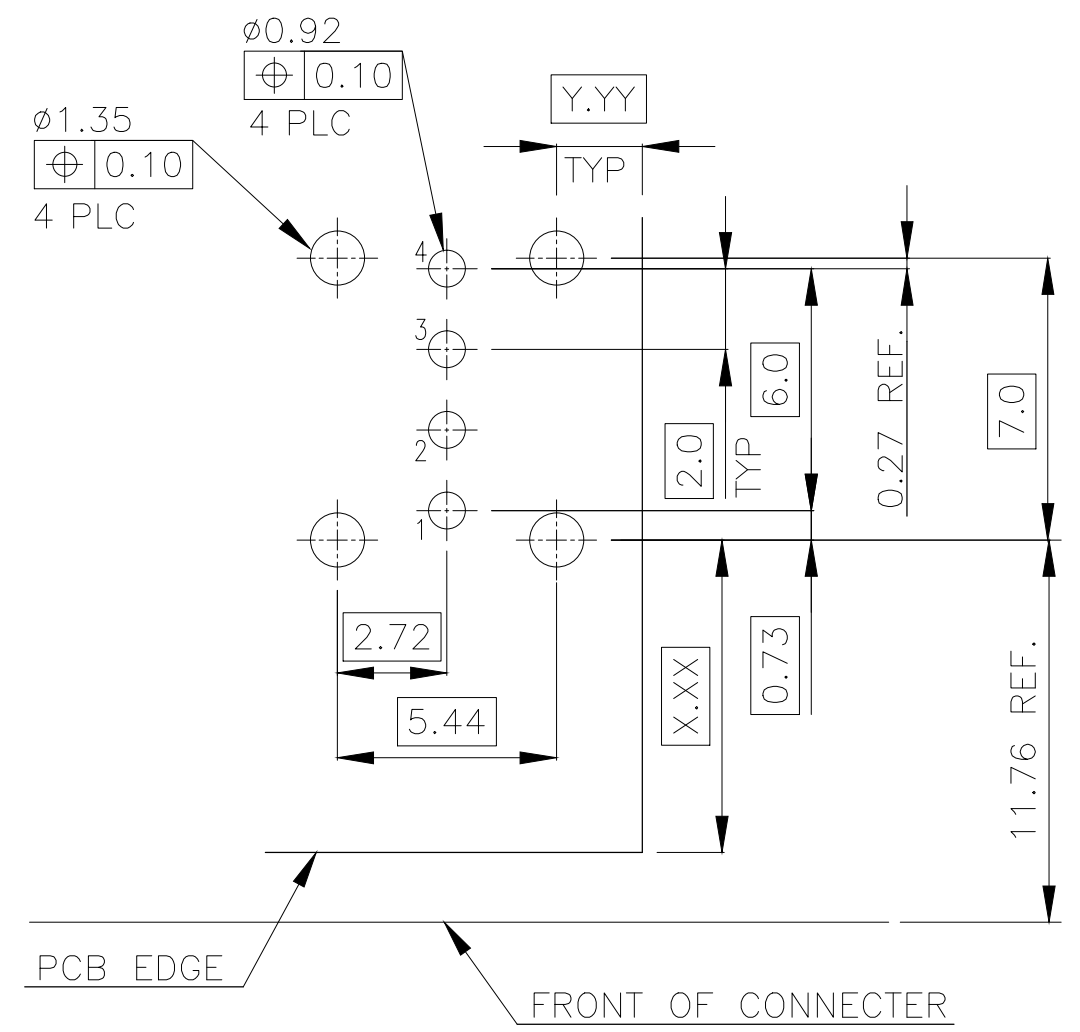 ø0.92
⌖ 0.10
4 PLC
ø1.35
⌖ 0.10
4 PLC
Y.YY
TYP
4
3
2
1
2.0
TYP
6.0
0.27 REF.
7.0
2.72
5.44
X.XX
0.73
11.76 REF.
PCB EDGE
FRONT OF CONNECTER